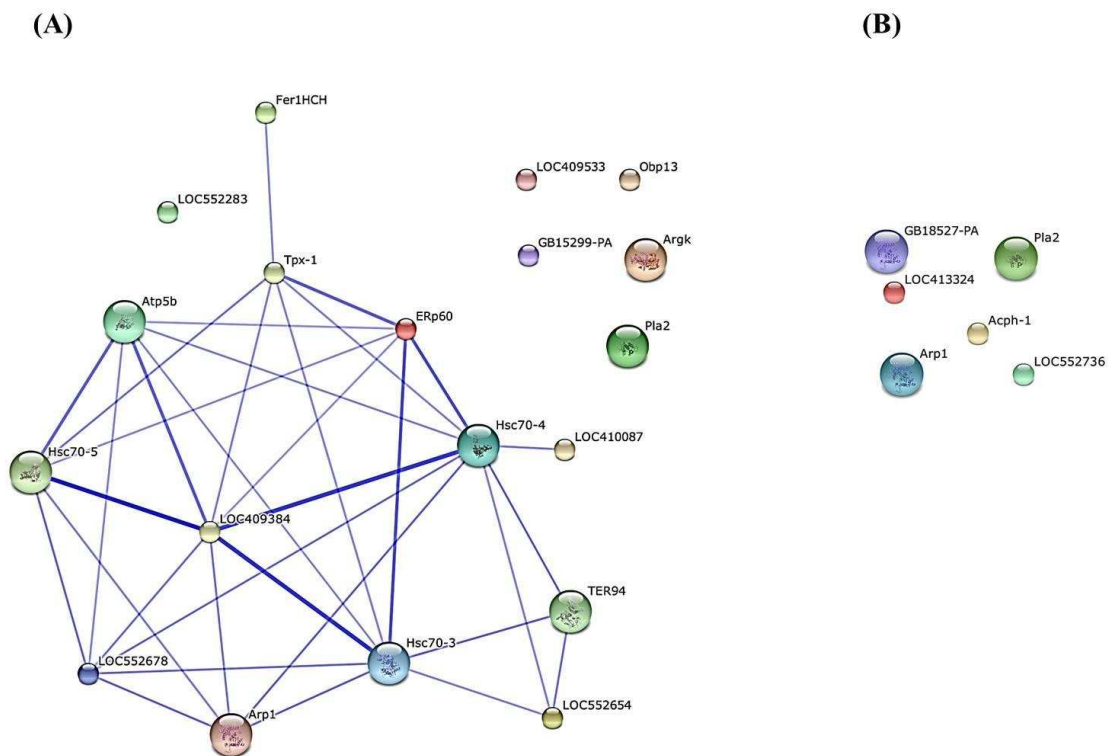 (A)
(B)
Fer1HCH
LOC409533
Obp13
LOC552283
GB18527-PA
Pla2
GB15299-PA
Argk
Tpx-1
LOC413324
Atp5b
ERp60
Pla2
Acph-1
Arp1
LOC552736
Hsc70-4
LOC410087
Hsc70-5
LOC409384
TER94
Hsc70-3
LOC552678
Arp1
LOC552654